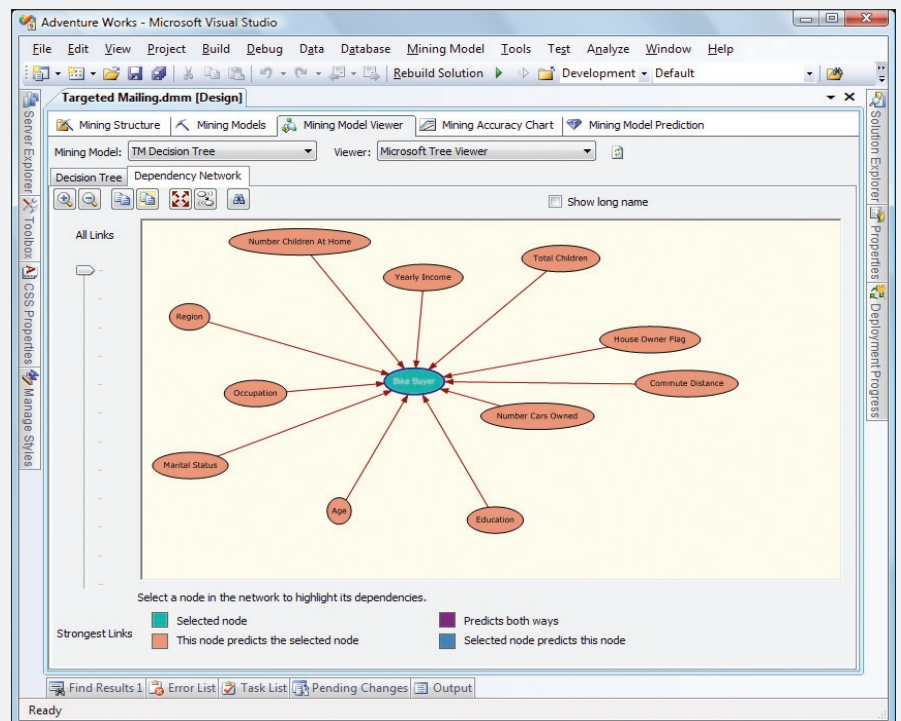 Adventure Works - Microsoft Visual Studio
File Edit View Project Build Debug Data Database Mining Model Tools Test Analyze Window Help
Rebuild Solution Development Default
Targeted Mailing.dmm [Design]
Mining Structure Mining Models Mining Model Viewer Mining Accuracy Chart Mining Model Prediction
Mining Model: TM Decision Tree Viewer: Microsoft Tree Viewer
Decision Tree Dependency Network
Show long name
All Links
Number Children At Home
Total Children
Yearly Income
Region
House Owner Flag
Bike Buyer
Commute Distance
Occupation
Number Cars Owned
Marital Status
Age
Education
Select a node in the network to highlight its dependencies.
Selected node Predicts both ways
Strongest Links This node predicts the selected node Selected node predicts this node
Server Explorer
Toolbox
CSS Properties
Manage Styles
Solution Explorer
Properties
Deployment Progress
Find Results 1 Error List Task List Pending Changes Output
Ready